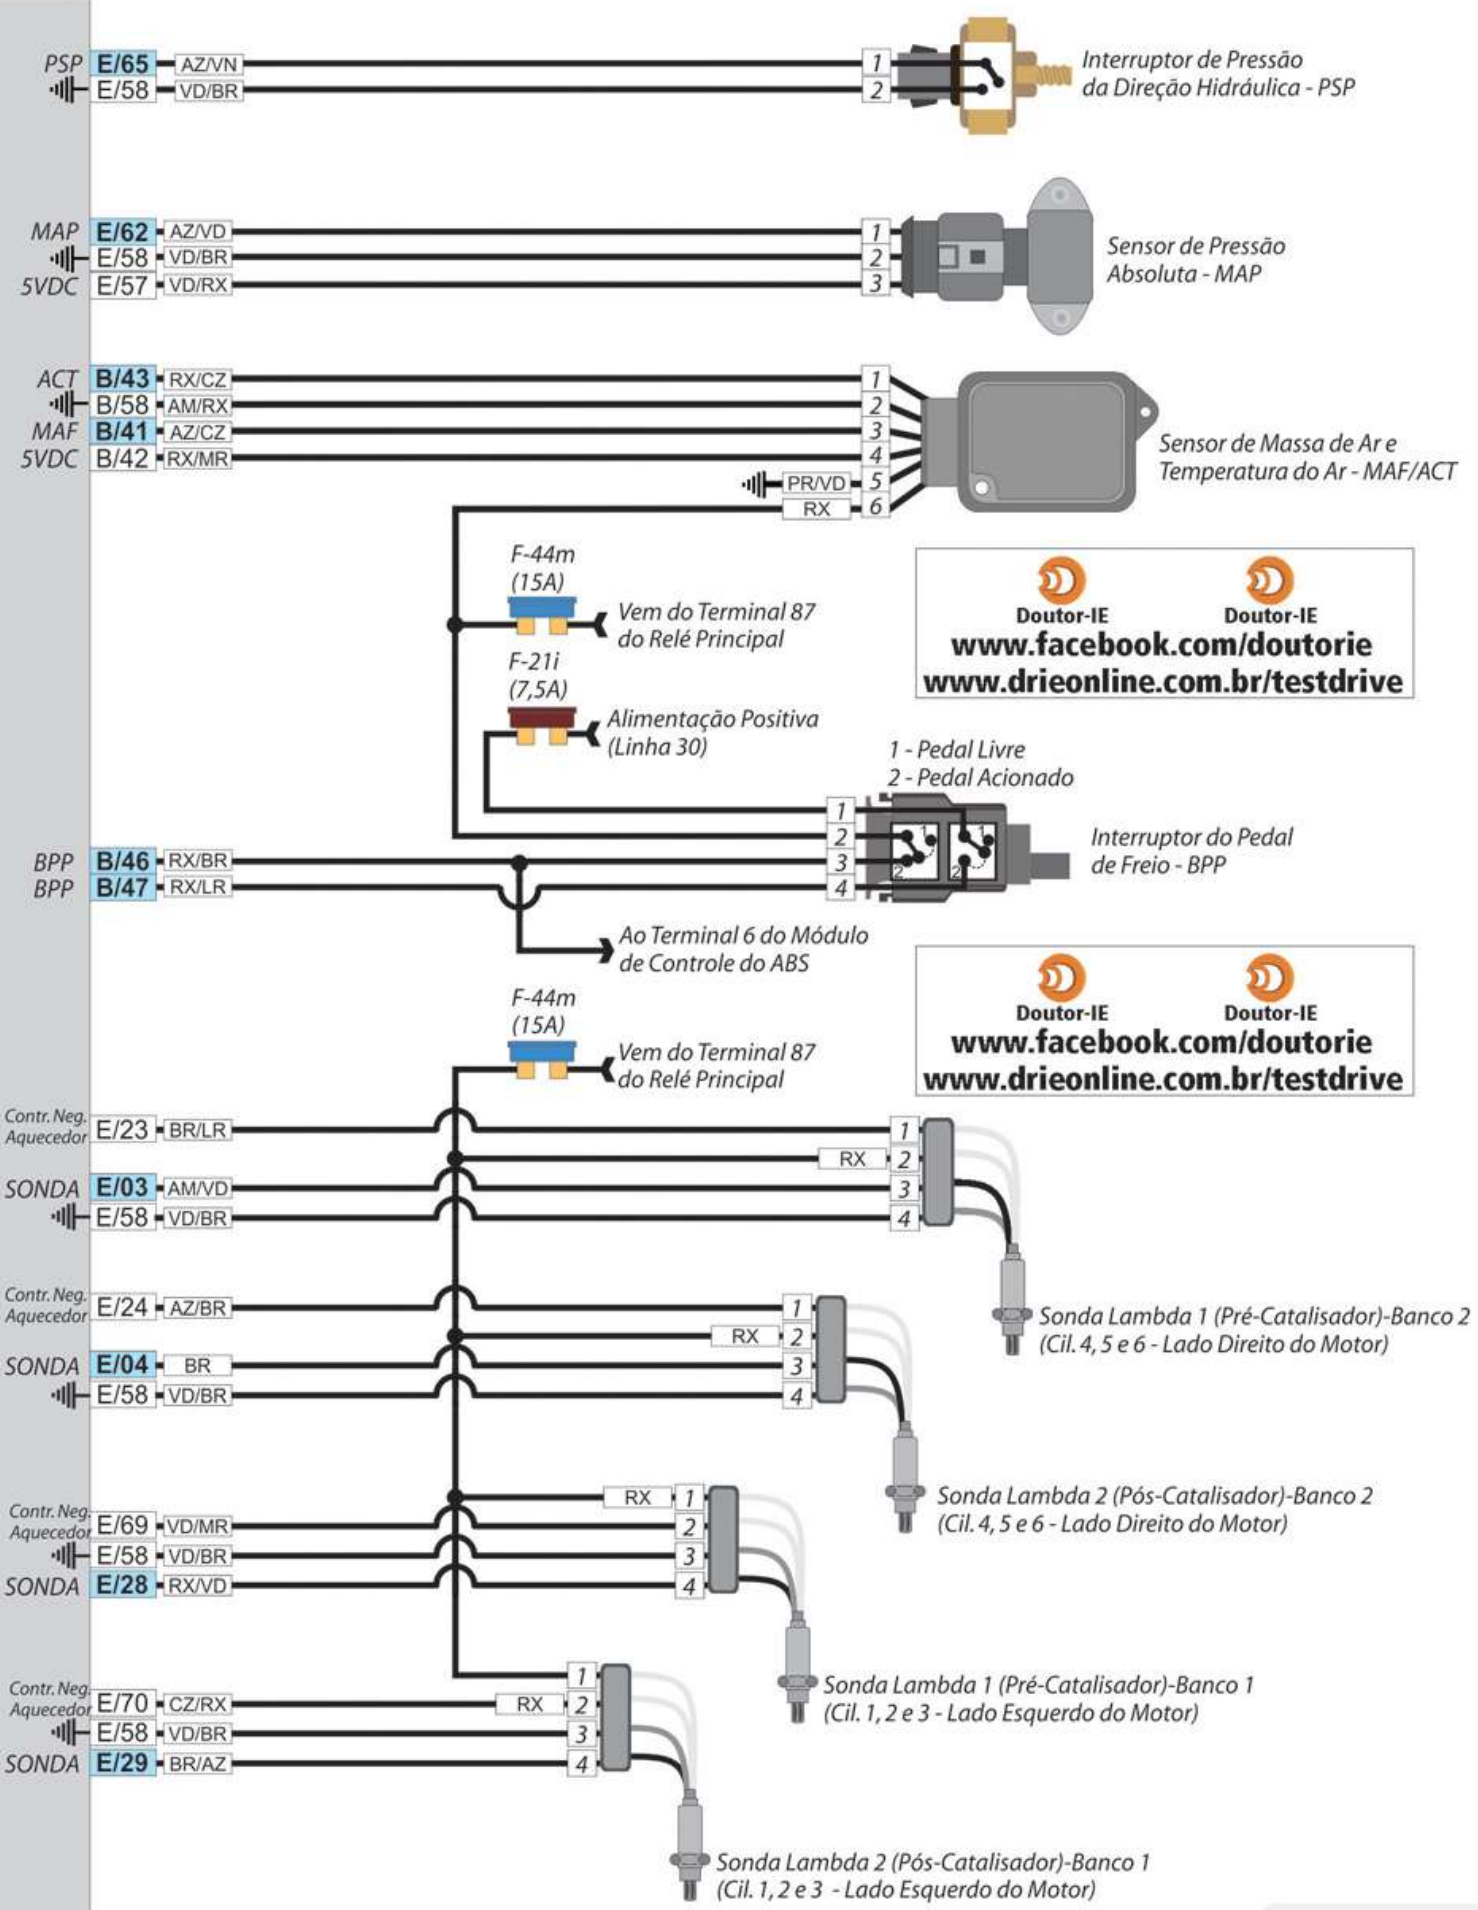 PSP E/65 AZ/VN 1
E/58 VD/BR 2
Interruptor de Pressão
da Direção Hidráulica - PSP
MAP E/62 AZ/VD 1
E/58 VD/BR 2
5VDC E/57 VD/RX 3
Sensor de Pressão
Absoluta - MAP
ACT B/43 RX/CZ 1
B/58 AM/RX 2
MAF B/41 AZ/CZ 3
5VDC B/42 RX/MR 4
PR/VD 5
RX 6
Sensor de Massa de Ar e
Temperatura do Ar - MAF/ACT
F-44m
(15A)
Vem do Terminal 87
do Relé Principal
F-21i
(7,5A)
Alimentação Positiva
(Linha 30)
Doutor-IE Doutor-IE
www.facebook.com/doutorie
www.drieonline.com.br/testdrive
1 - Pedal Livre
2 - Pedal Acionado
1
2
BPP B/46 RX/BR 3
BPP B/47 RX/LR 4
1 1
2 2
Interruptor do Pedal
de Freio - BPP
Ao Terminal 6 do Módulo
de Controle do ABS
Doutor-IE Doutor-IE
www.facebook.com/doutorie
www.drieonline.com.br/testdrive
F-44m
(15A)
Vem do Terminal 87
do Relé Principal
Contr. Neg.
Aquecedor E/23 BR/LR 1
RX 2
SONDA E/03 AM/VD 3
E/58 VD/BR 4
Sonda Lambda 1 (Pré-Catalisador)-Banco 2
(Cil. 4, 5 e 6 - Lado Direito do Motor)
Contr. Neg.
Aquecedor E/24 AZ/BR 1
RX 2
SONDA E/04 BR 3
E/58 VD/BR 4
Sonda Lambda 2 (Pós-Catalisador)-Banco 2
(Cil. 4, 5 e 6 - Lado Direito do Motor)
RX 1
Contr. Neg.
Aquecedor E/69 VD/MR 2
E/58 VD/BR 3
SONDA E/28 RX/VD 4
Sonda Lambda 1 (Pré-Catalisador)-Banco 1
(Cil. 1, 2 e 3 - Lado Esquerdo do Motor)
1
Contr. Neg.
Aquecedor E/70 CZ/RX RX 2
E/58 VD/BR 3
SONDA E/29 BR/AZ 4
Sonda Lambda 2 (Pós-Catalisador)-Banco 1
(Cil. 1, 2 e 3 - Lado Esquerdo do Motor)